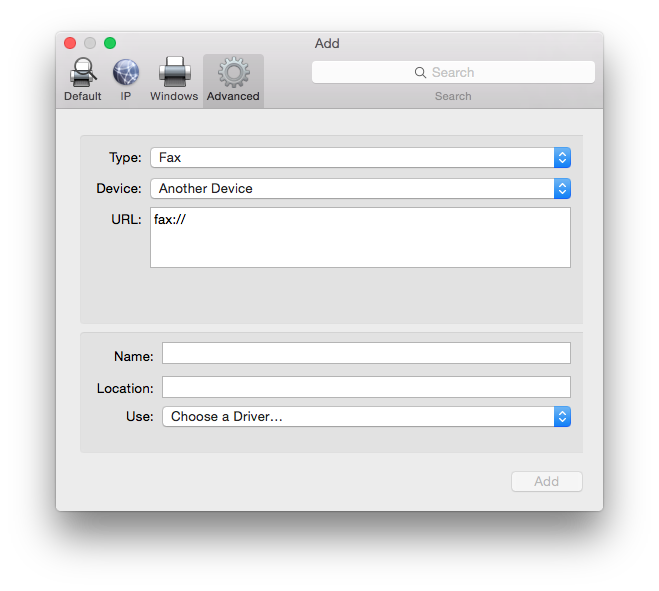 Add
Default IP Windows Advanced
Search
Search
Type: Fax
Device: Another Device
URL: fax://
Name:
Location:
Use: Choose a Driver...
Add